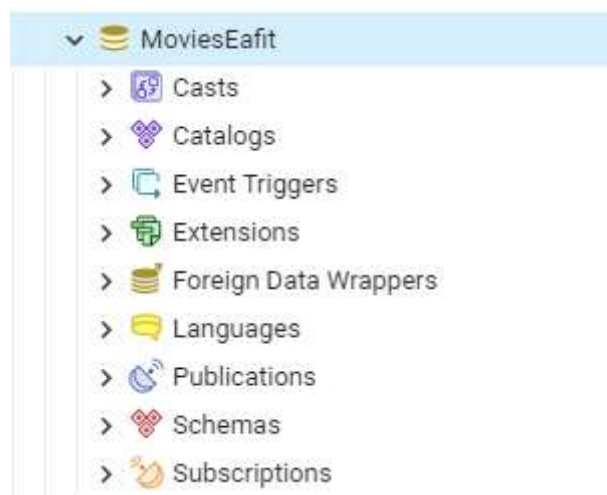 MoviesEafit
Casts
Catalogs
Event Triggers
Extensions
Foreign Data Wrappers
Languages
Publications
Schemas
Subscriptions